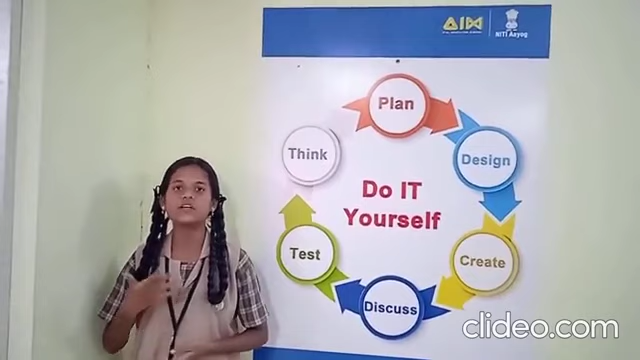 AIM
NITI Aayog
Plan
Think
Design
Do IT
Yourself
Test
Create
Discuss
clideo.com